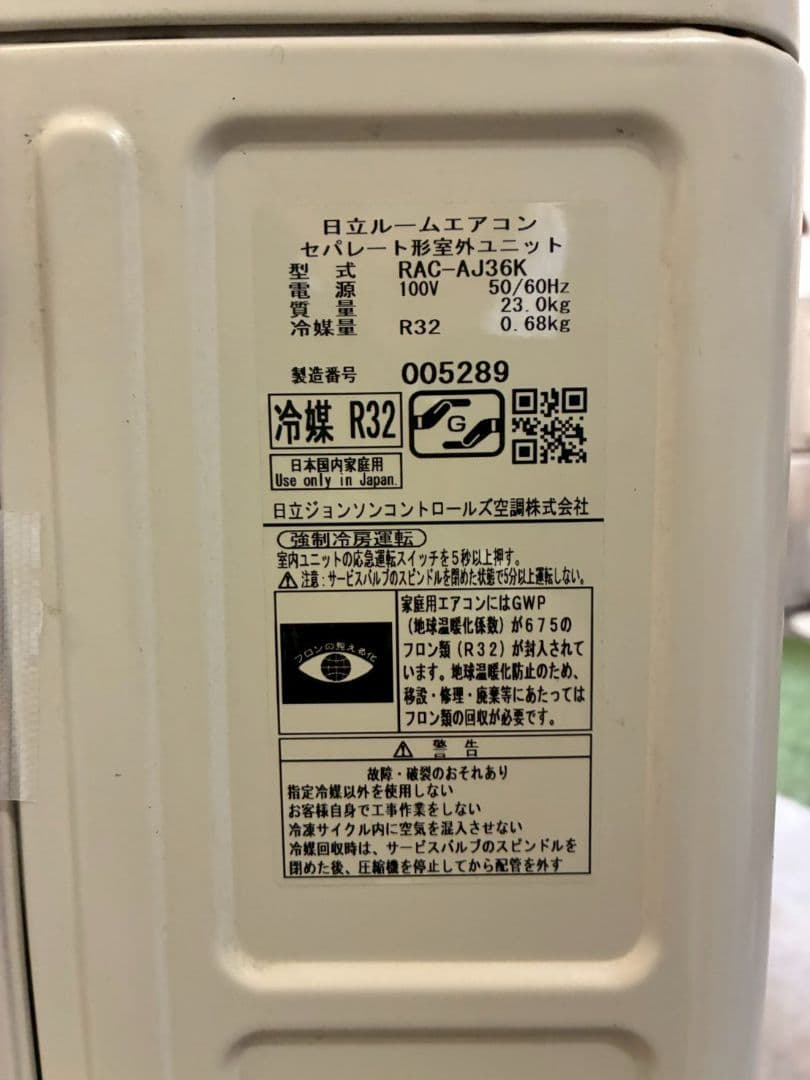 日立ルームエアコン
セパレート形室外ユニット
型 式 RAC-AJ36K
電 源 100V 50/60Hz
質 量 23.0kg
冷媒量 R32 0.68kg
製造番号 005289
冷媒 R32
G
日本国内家庭用
Use only in Japan.
日立ジョンソンコントロールズ空調株式会社
強制冷房運転
室内ユニットの応急運転スイッチを5秒以上押す。
⚠注意:サービスバルブのスピンドルを閉めた状態で5分以上運転しない。
フロンの見える化
家庭用エアコンにはGWP
(地球温暖化係数)が675の
フロン類(R32)が封入されて
います。地球温暖化防止のため、
移設・修理・廃棄等にあたっては
フロン類の回収が必要です。
⚠ 警 告
故障・破裂のおそれあり
指定冷媒以外を使用しない
お客様自身で工事作業をしない
冷凍サイクル内に空気を混入させない
冷媒回収時は、サービスバルブのスピンドルを
閉めた後、圧縮機を停止してから配管を外す